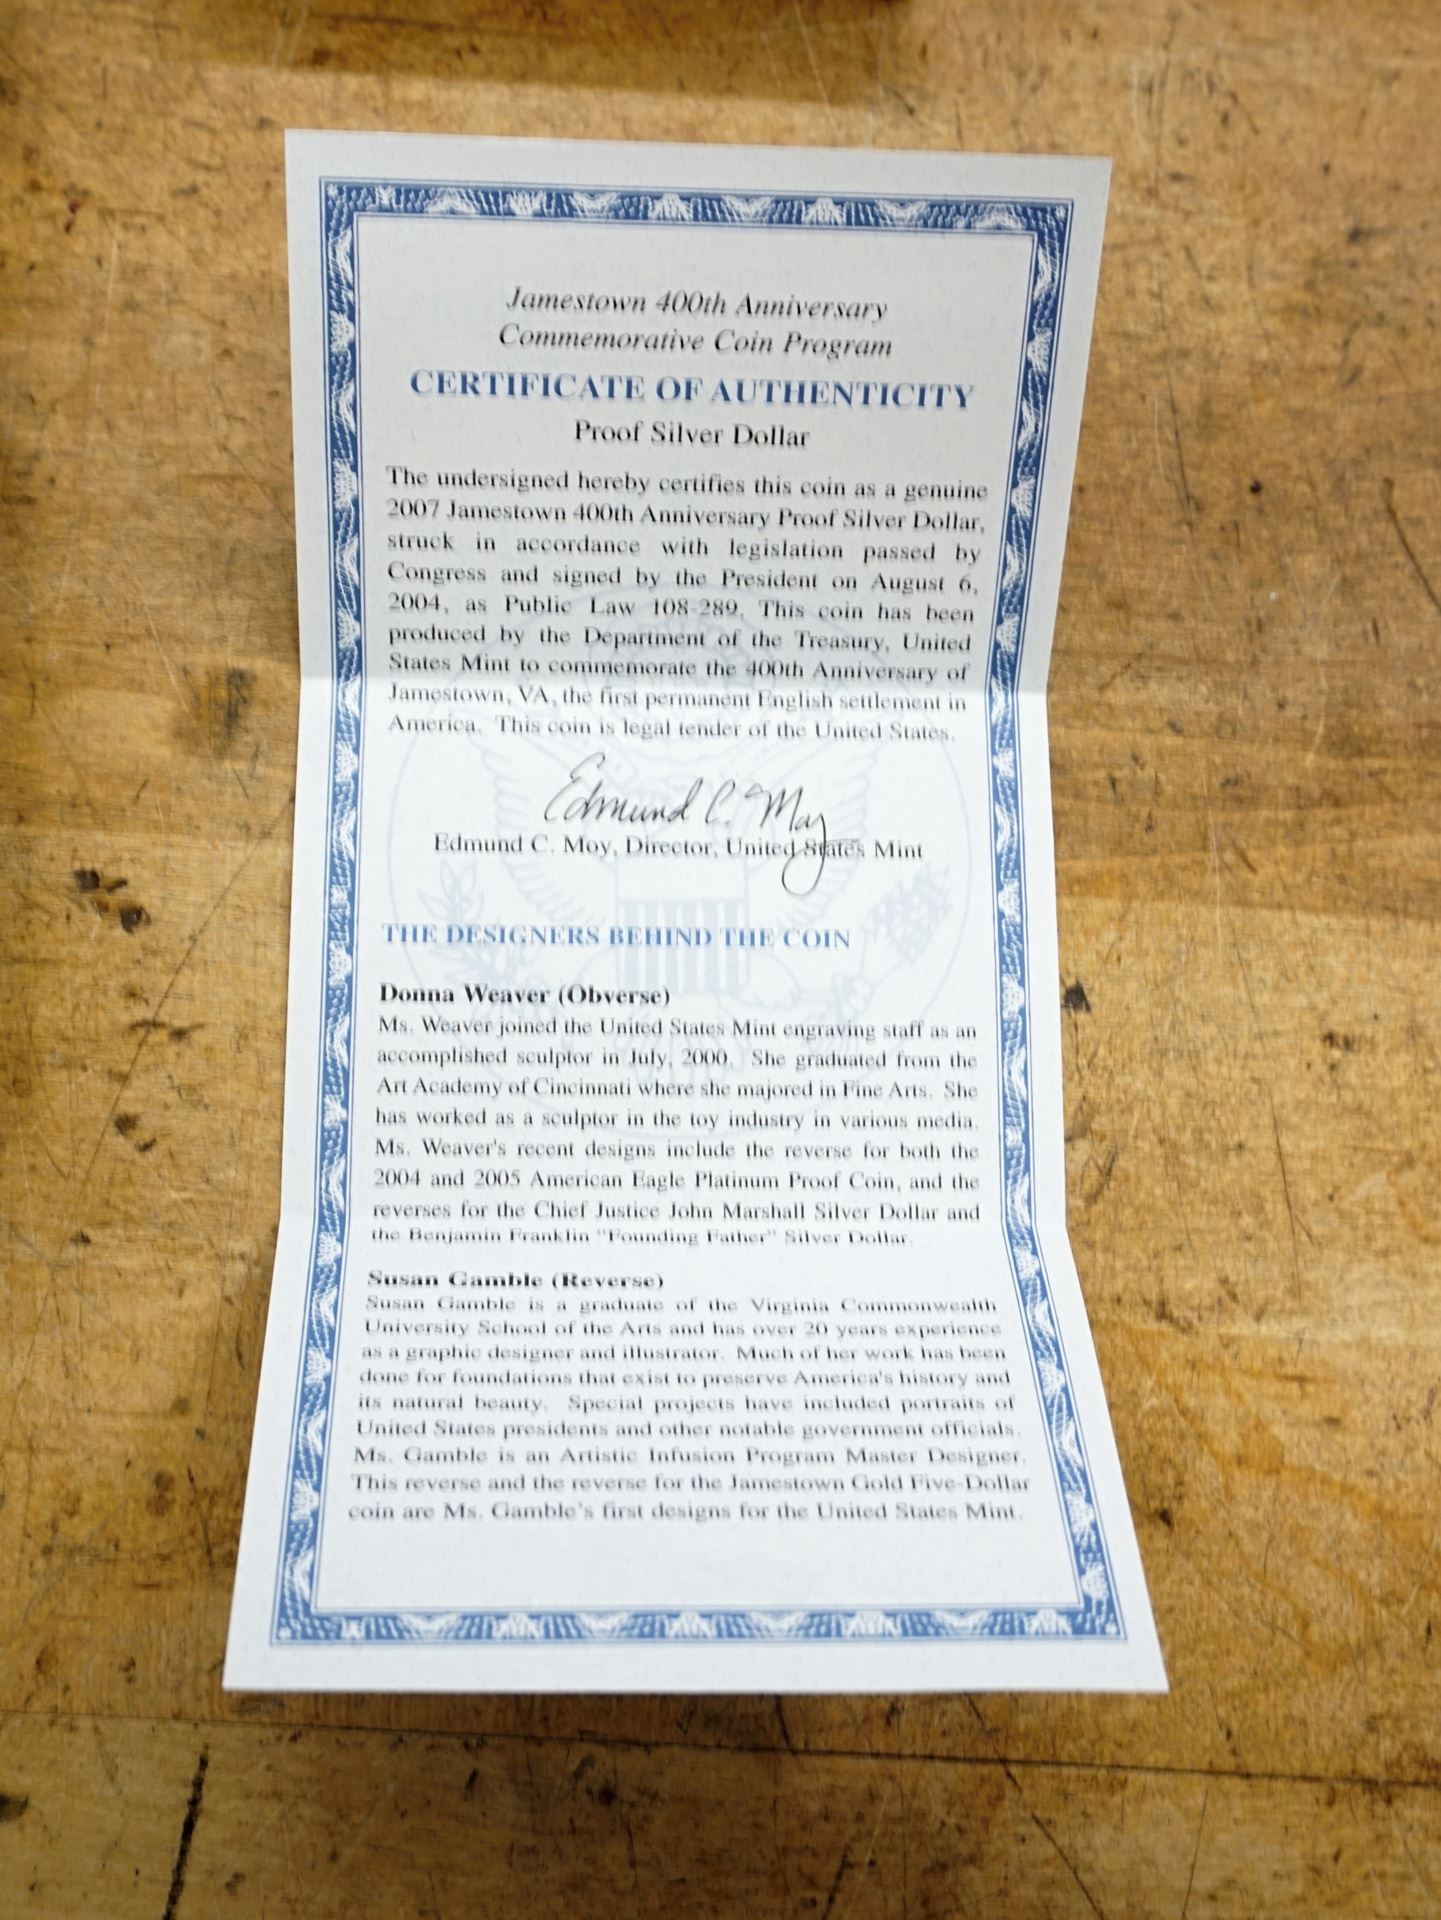 Jamestown 400th Anniversary
Commemorative Coin Program
CERTIFICATE OF AUTHENTICITY
Proof Silver Dollar
The undersigned hereby certifies this coin as a genuine
2007 Jamestown 400th Anniversary Proof Silver Dollar,
struck in accordance with legislation passed by
Congress and signed by the President on August 6,
2004, as Public Law 108-289. This coin has been
produced by the Department of the Treasury, United
States Mint to commemorate the 400th Anniversary of
Jamestown, VA, the first permanent English settlement in
America. This coin is legal tender of the United States.
Edmund C. Moy
Edmund C. Moy, Director, United States Mint
THE DESIGNERS BEHIND THE COIN
Donna Weaver (Obverse)
Ms. Weaver joined the United States Mint engraving staff as an
accomplished sculptor in July, 2000. She graduated from the
Art Academy of Cincinnati where she majored in Fine Arts. She
has worked as a sculptor in the toy industry in various media.
Ms. Weaver's recent designs include the reverse for both the
2004 and 2005 American Eagle Platinum Proof Coin, and the
reverses for the Chief Justice John Marshall Silver Dollar and
the Benjamin Franklin "Founding Father" Silver Dollar.
Susan Gamble (Reverse)
Susan Gamble is a graduate of the Virginia Commonwealth
University School of the Arts and has over 20 years experience
as a graphic designer and illustrator. Much of her work has been
done for foundations that exist to preserve America's history and
its natural beauty. Special projects have included portraits of
United States presidents and other notable government officials.
Ms. Gamble is an Artistic Infusion Program Master Designer.
This reverse and the reverse for the Jamestown Gold Five-Dollar
coin are Ms. Gamble's first designs for the United States Mint.